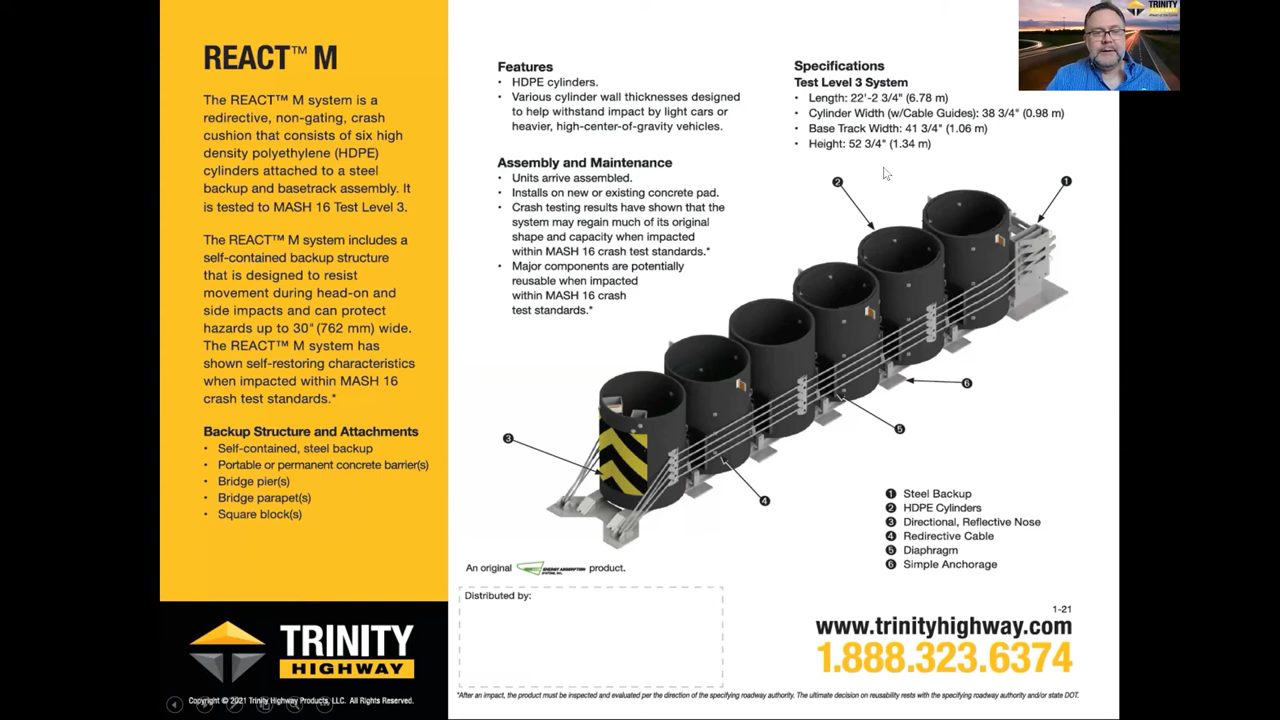 REACT™ M
The REACT™ M system is a
redirective, non-gating, crash
cushion that consists of six high
density polyethylene (HDPE)
cylinders attached to a steel
backup and basetrack assembly. It
is tested to MASH 16 Test Level 3.
The REACT™ M system includes a
self-contained backup structure
that is designed to resist
movement during head-on and
side impacts and can protect
hazards up to 30" (762 mm) wide.
The REACT™ M system has
shown self-restoring characteristics
when impacted within MASH 16
crash test standards.*
Backup Structure and Attachments
• Self-contained, steel backup
• Portable or permanent concrete barrier(s)
• Bridge pier(s)
• Bridge parapet(s)
• Square block(s)
TRINITY
HIGHWAY
Copyright © 2021 Trinity Highway Products, LLC. All Rights Reserved.
Features
• HDPE cylinders.
• Various cylinder wall thicknesses designed
to help withstand impact by light cars or
heavier, high-center-of-gravity vehicles.
Assembly and Maintenance
• Units arrive assembled.
• Installs on new or existing concrete pad.
• Crash testing results have shown that the
system may regain much of its original
shape and capacity when impacted
within MASH 16 crash test standards.*
• Major components are potentially
reusable when impacted
within MASH 16 crash
test standards.*
Specifications
Test Level 3 System
• Length: 22'-2 3/4" (6.78 m)
• Cylinder Width (w/Cable Guides): 38 3/4" (0.98 m)
• Base Track Width: 41 3/4" (1.06 m)
• Height: 52 3/4" (1.34 m)
TRINITY
HIGHWAY
2
1
6
5
3
4
1 Steel Backup
2 HDPE Cylinders
3 Directional, Reflective Nose
4 Redirective Cable
5 Diaphragm
6 Simple Anchorage
An original ENERGY ABSORPTION product.
Distributed by:
1-21
www.trinityhighway.com
1.888.323.6374
*After an impact, the product must be inspected and evaluated per the direction of the specifying roadway authority. The ultimate decision on reusability rests with the specifying roadway authority and/or state DOT.